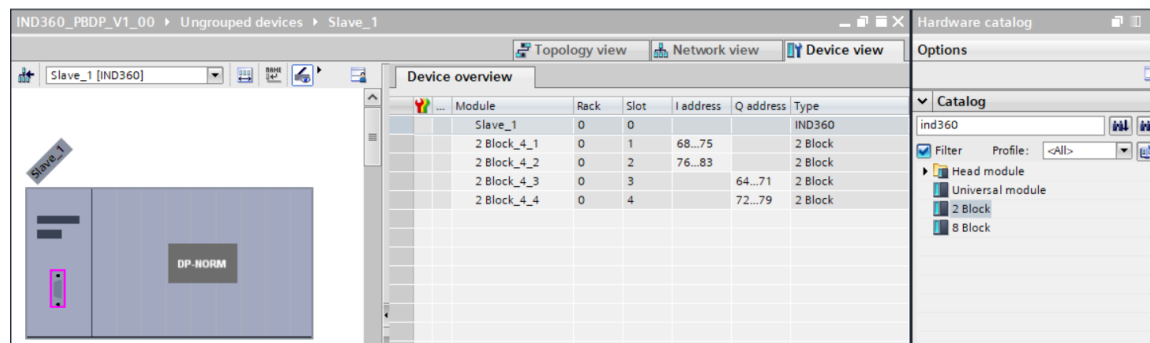 IND360_PBDP_V1_00 ▸ Ungrouped devices ▸ Slave_1
Hardware catalog
Topology view
Network view
Device view
Options
Slave_1 [IND360]
Device overview
... Module Rack Slot I address Q address Type
Slave_1 0 0 IND360
2 Block_4_1 0 1 68...75 2 Block
2 Block_4_2 0 2 76...83 2 Block
2 Block_4_3 0 3 64...71 2 Block
2 Block_4_4 0 4 72...79 2 Block
Slave_1
DP-NORM
Catalog
ind360
Filter Profile: <All>
Head module
Universal module
2 Block
8 Block